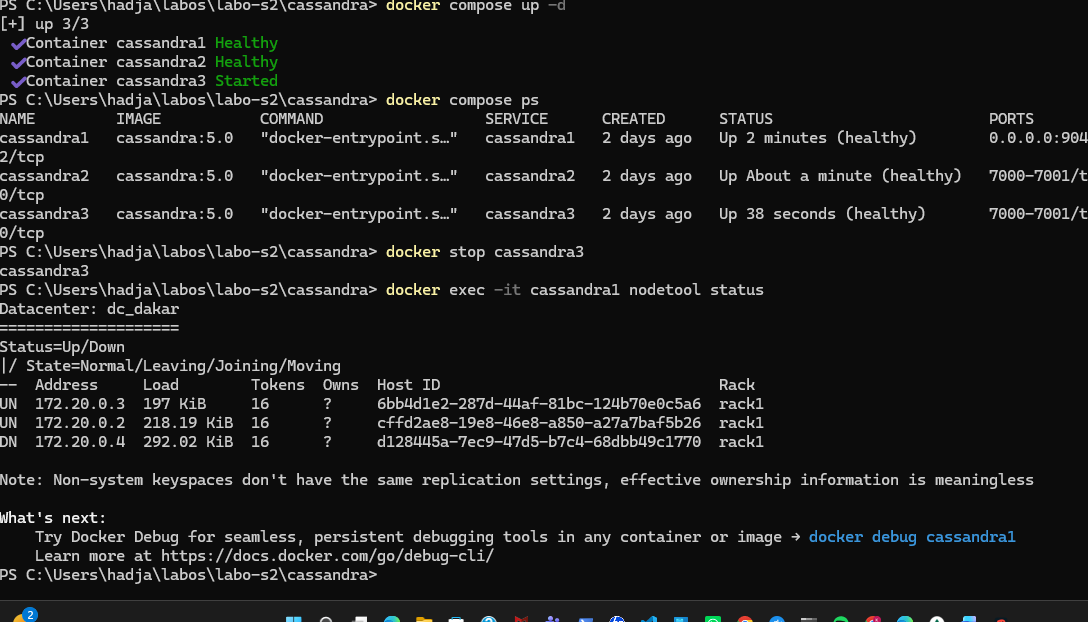 PS C:\Users\hadja\labos\labo-s2\cassandra> docker compose up -d
[+] up 3/3
✔Container cassandra1 Healthy
✔Container cassandra2 Healthy
✔Container cassandra3 Started
PS C:\Users\hadja\labos\labo-s2\cassandra> docker compose ps
NAME IMAGE COMMAND SERVICE CREATED STATUS PORTS
cassandra1 cassandra:5.0 "docker-entrypoint.s…" cassandra1 2 days ago Up 2 minutes (healthy) 0.0.0.0:904
2/tcp
cassandra2 cassandra:5.0 "docker-entrypoint.s…" cassandra2 2 days ago Up About a minute (healthy) 7000-7001/t
0/tcp
cassandra3 cassandra:5.0 "docker-entrypoint.s…" cassandra3 2 days ago Up 38 seconds (healthy) 7000-7001/t
0/tcp
PS C:\Users\hadja\labos\labo-s2\cassandra> docker stop cassandra3
cassandra3
PS C:\Users\hadja\labos\labo-s2\cassandra> docker exec -it cassandra1 nodetool status
Datacenter: dc_dakar
====================
Status=Up/Down
|/ State=Normal/Leaving/Joining/Moving
-- Address Load Tokens Owns Host ID Rack
UN 172.20.0.3 197 KiB 16 ? 6bb4d1e2-287d-44af-81bc-124b70e0c5a6 rack1
UN 172.20.0.2 218.19 KiB 16 ? cffd2ae8-19e8-46e8-a850-a27a7baf5b26 rack1
DN 172.20.0.4 292.02 KiB 16 ? d128445a-7ec9-47d5-b7c4-68dbb49c1770 rack1
Note: Non-system keyspaces don't have the same replication settings, effective ownership information is meaningless
What's next:
Try Docker Debug for seamless, persistent debugging tools in any container or image → docker debug cassandra1
Learn more at https://docs.docker.com/go/debug-cli/
PS C:\Users\hadja\labos\labo-s2\cassandra>
2